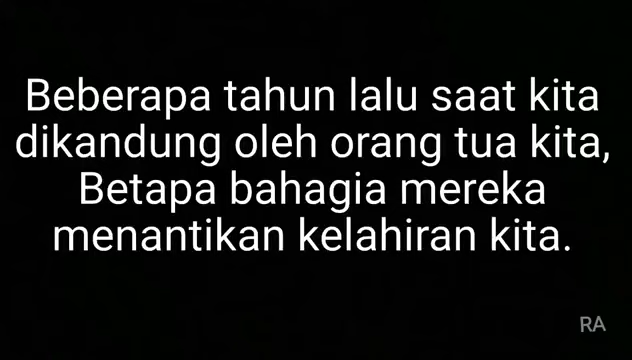 Beberapa tahun lalu saat kita
dikandung oleh orang tua kita,
Betapa bahagia mereka
menantikan kelahiran kita.
RA